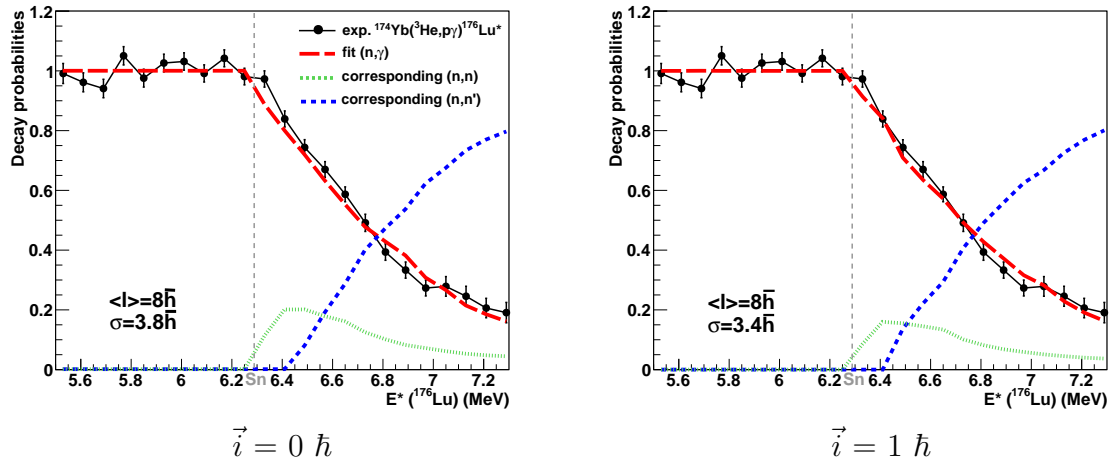 1.2
1
0.8
0.6
0.4
0.2
0
Decay probabilities
exp. ¹⁷⁴Yb(³He,pγ)¹⁷⁶Lu*
fit (n,γ)
corresponding (n,n)
corresponding (n,n')
<I>=8ħ
σ=3.8ħ
5.6 5.8 6 6.2 Sn 6.4 6.6 6.8 7 7.2
E* (¹⁷⁶Lu) (MeV)
i⃗ = 0 ħ
1.2
1
0.8
0.6
0.4
0.2
0
Decay probabilities
<I>=8ħ
σ=3.4ħ
5.6 5.8 6 6.2 Sn 6.4 6.6 6.8 7 7.2
E* (¹⁷⁶Lu) (MeV)
i⃗ = 1 ħ